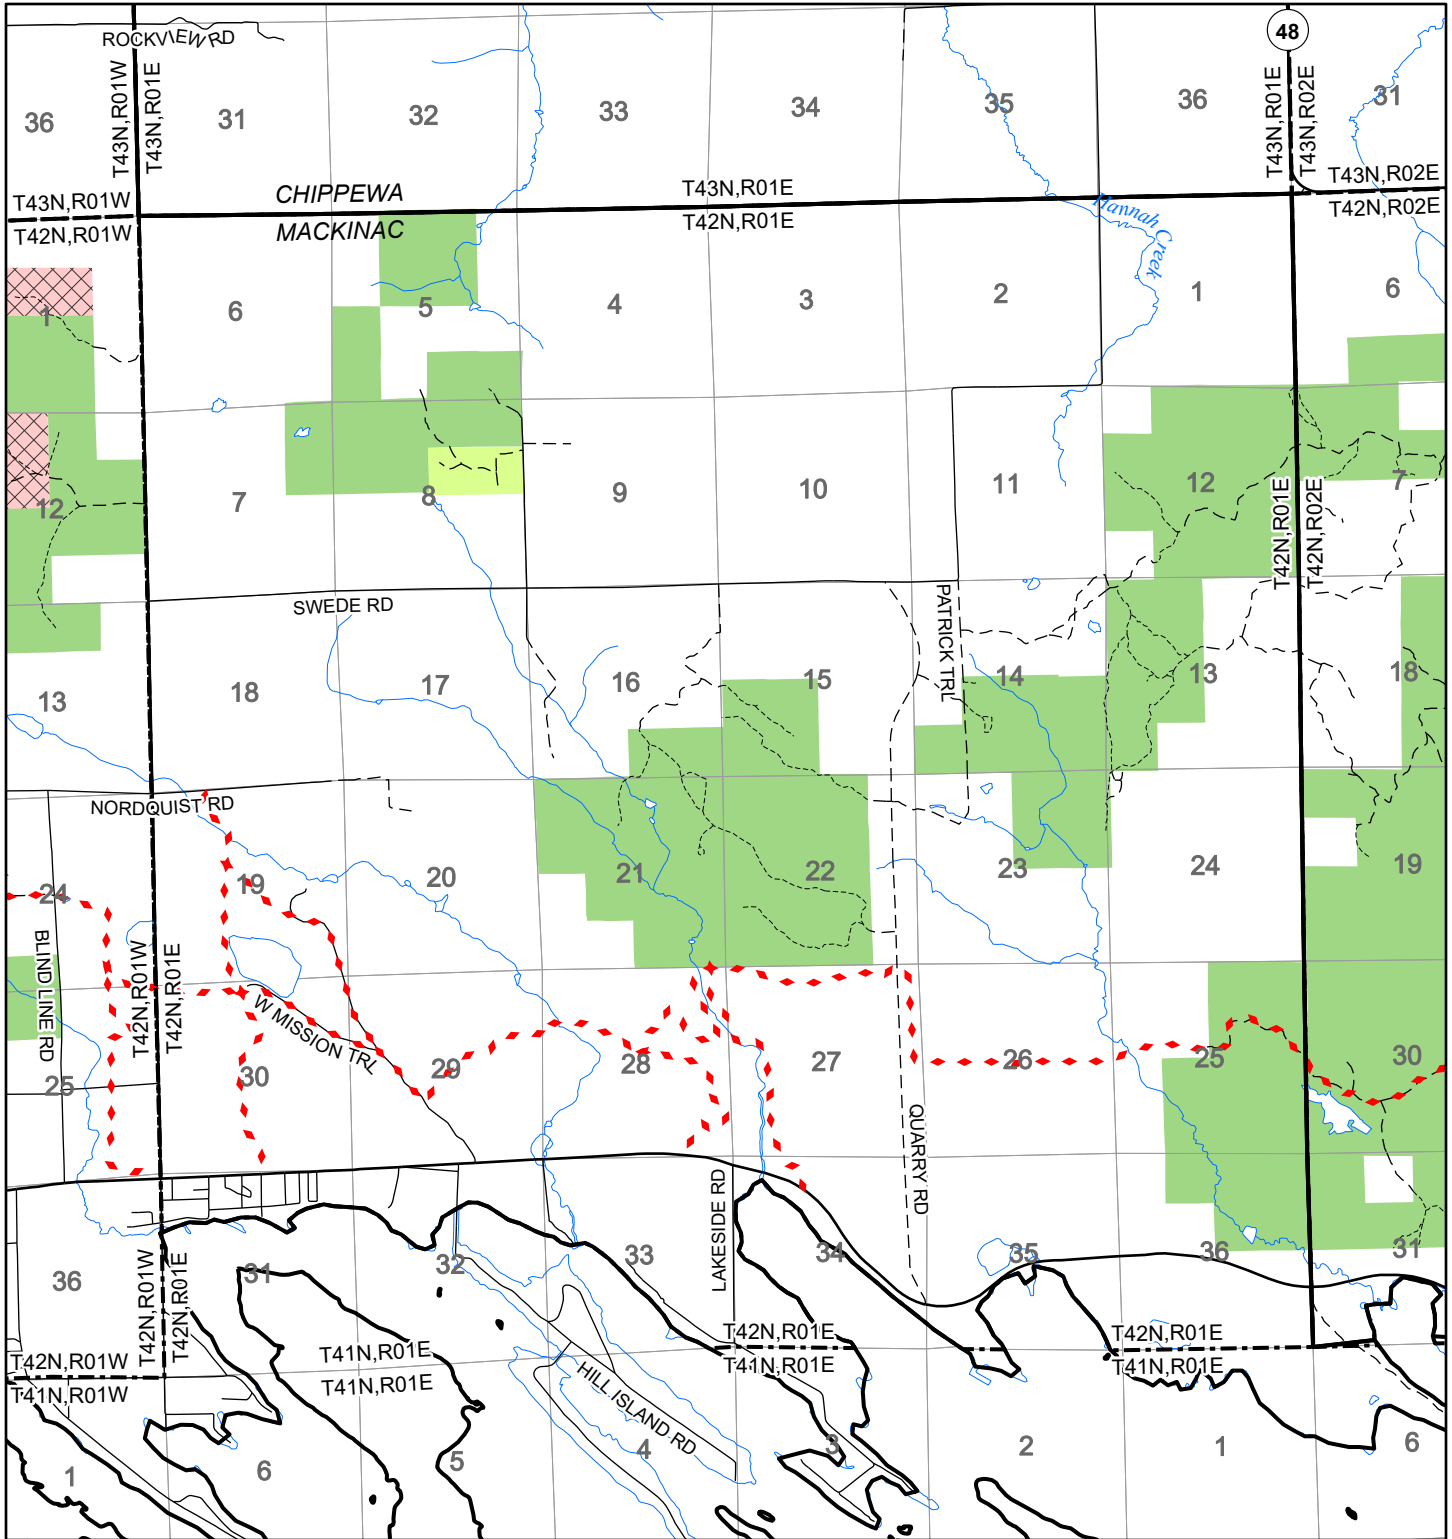 ROCKVIEW RD
48
T43N,R01W
T43N,R01E
T43N,R01E
T43N,R02E
36
31
32
33
34
35
36
31
T43N,R01W
CHIPPEWA
T43N,R01E
T43N,R02E
T42N,R01W
MACKINAC
T42N,R01E
T42N,R02E
Hannah Creek
1
6
5
4
3
2
1
6
12
7
8
9
10
11
12
7
T42N,R01E
T42N,R02E
SWEDE RD
PATRICK TRL
13
18
17
16
15
14
13
18
NORDQUIST RD
24
19
20
21
22
23
24
19
BLIND LINE RD
T42N,R01W
T42N,R01E
W MISSION TRL
25
30
29
28
27
26
25
30
QUARRY RD
LAKESIDE RD
36
31
32
33
34
35
36
31
T42N,R01W
T42N,R01E
T42N,R01W
T41N,R01E
T42N,R01E
T42N,R01E
T41N,R01W
T41N,R01E
T41N,R01E
T41N,R01E
HILL ISLAND RD
1
6
5
4
3
2
1
6